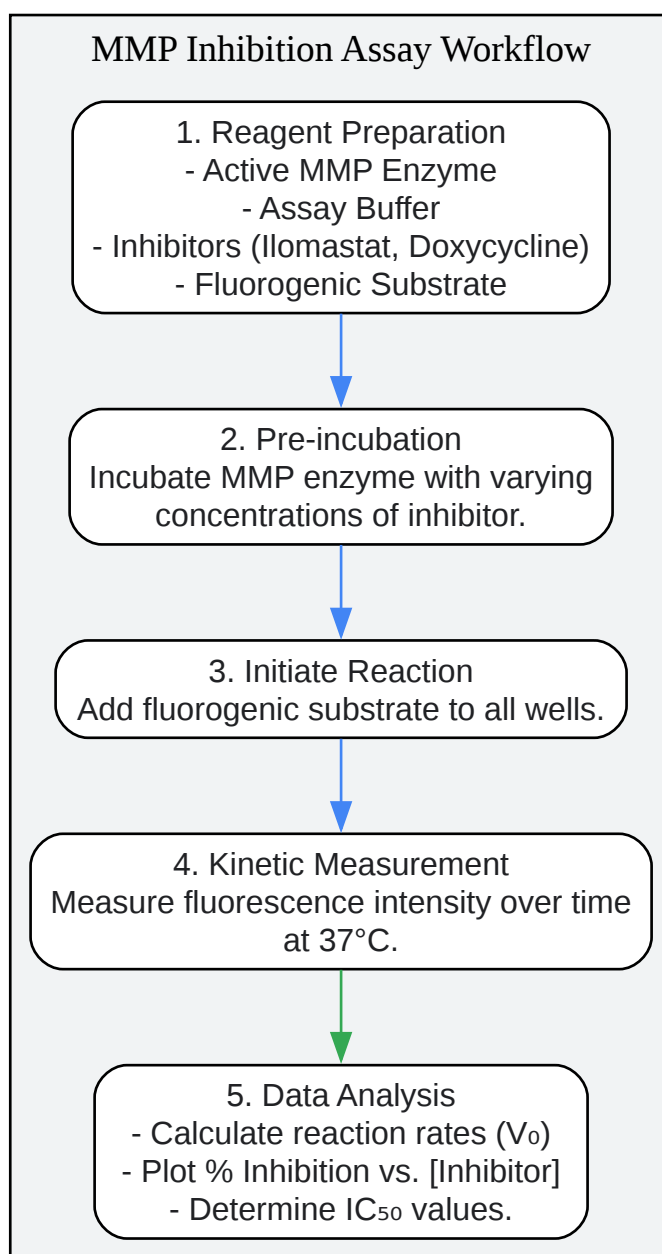 MMP Inhibition Assay Workflow
1. Reagent Preparation
- Active MMP Enzyme
- Assay Buffer
- Inhibitors (Ilomastat, Doxycycline)
- Fluorogenic Substrate
2. Pre-incubation
Incubate MMP enzyme with varying
concentrations of inhibitor.
3. Initiate Reaction
Add fluorogenic substrate to all wells.
4. Kinetic Measurement
Measure fluorescence intensity over time
at 37°C.
5. Data Analysis
- Calculate reaction rates (V₀)
- Plot % Inhibition vs. [Inhibitor]
- Determine IC₅₀ values.